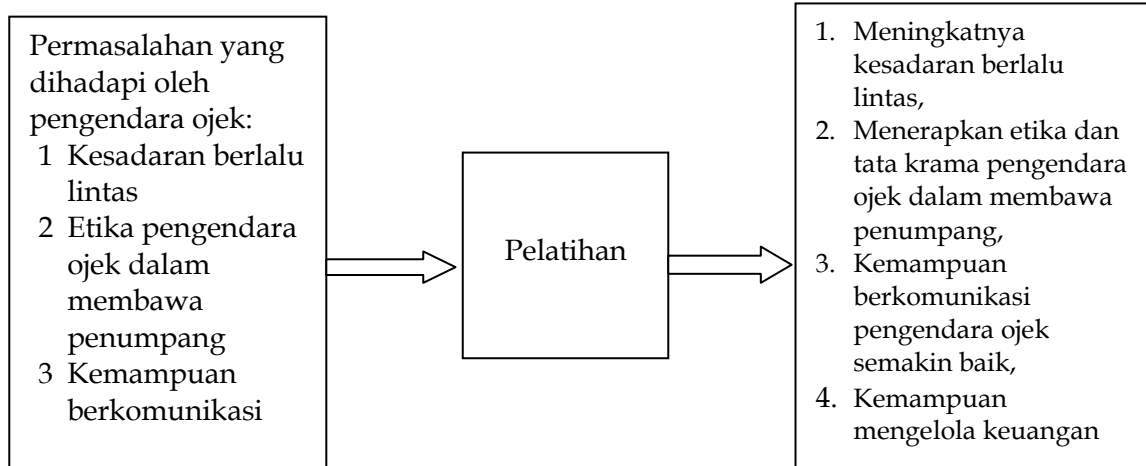 Permasalahan yang
dihadapi oleh
pengendara ojek:
1 Kesadaran berlalu
lintas
2 Etika pengendara
ojek dalam
membawa
penumpang
3 Kemampuan
berkomunikasi
Pelatihan
1. Meningkatnya
kesadaran berlalu
lintas,
2. Menerapkan etika dan
tata krama pengendara
ojek dalam membawa
penumpang,
3. Kemampuan
berkomunikasi
pengendara ojek
semakin baik,
4. Kemampuan
mengelola keuangan